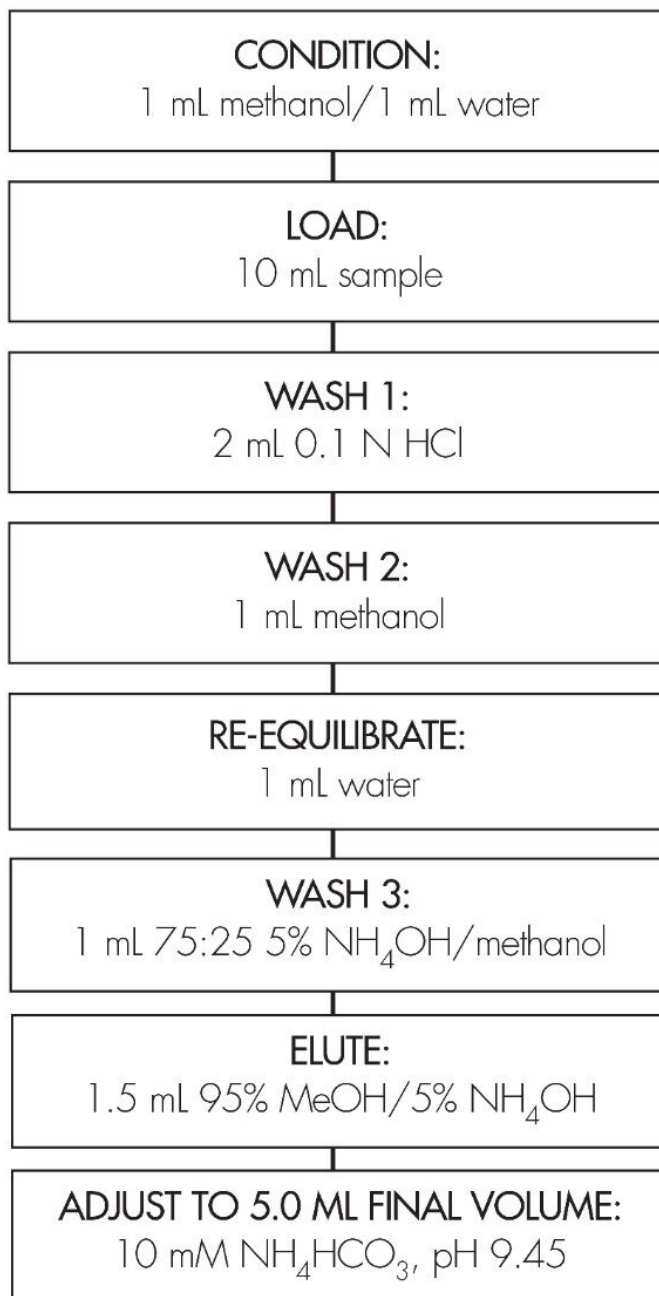 CONDITION:
1 mL methanol/1 mL water
LOAD:
10 mL sample
WASH 1:
2 mL 0.1 N HCl
WASH 2:
1 mL methanol
RE-EQUILIBRATE:
1 mL water
WASH 3:
1 mL 75:25 5% NH₄OH/methanol
ELUTE:
1.5 mL 95% MeOH/5% NH₄OH
ADJUST TO 5.0 ML FINAL VOLUME:
10 mM NH₄HCO₃, pH 9.45